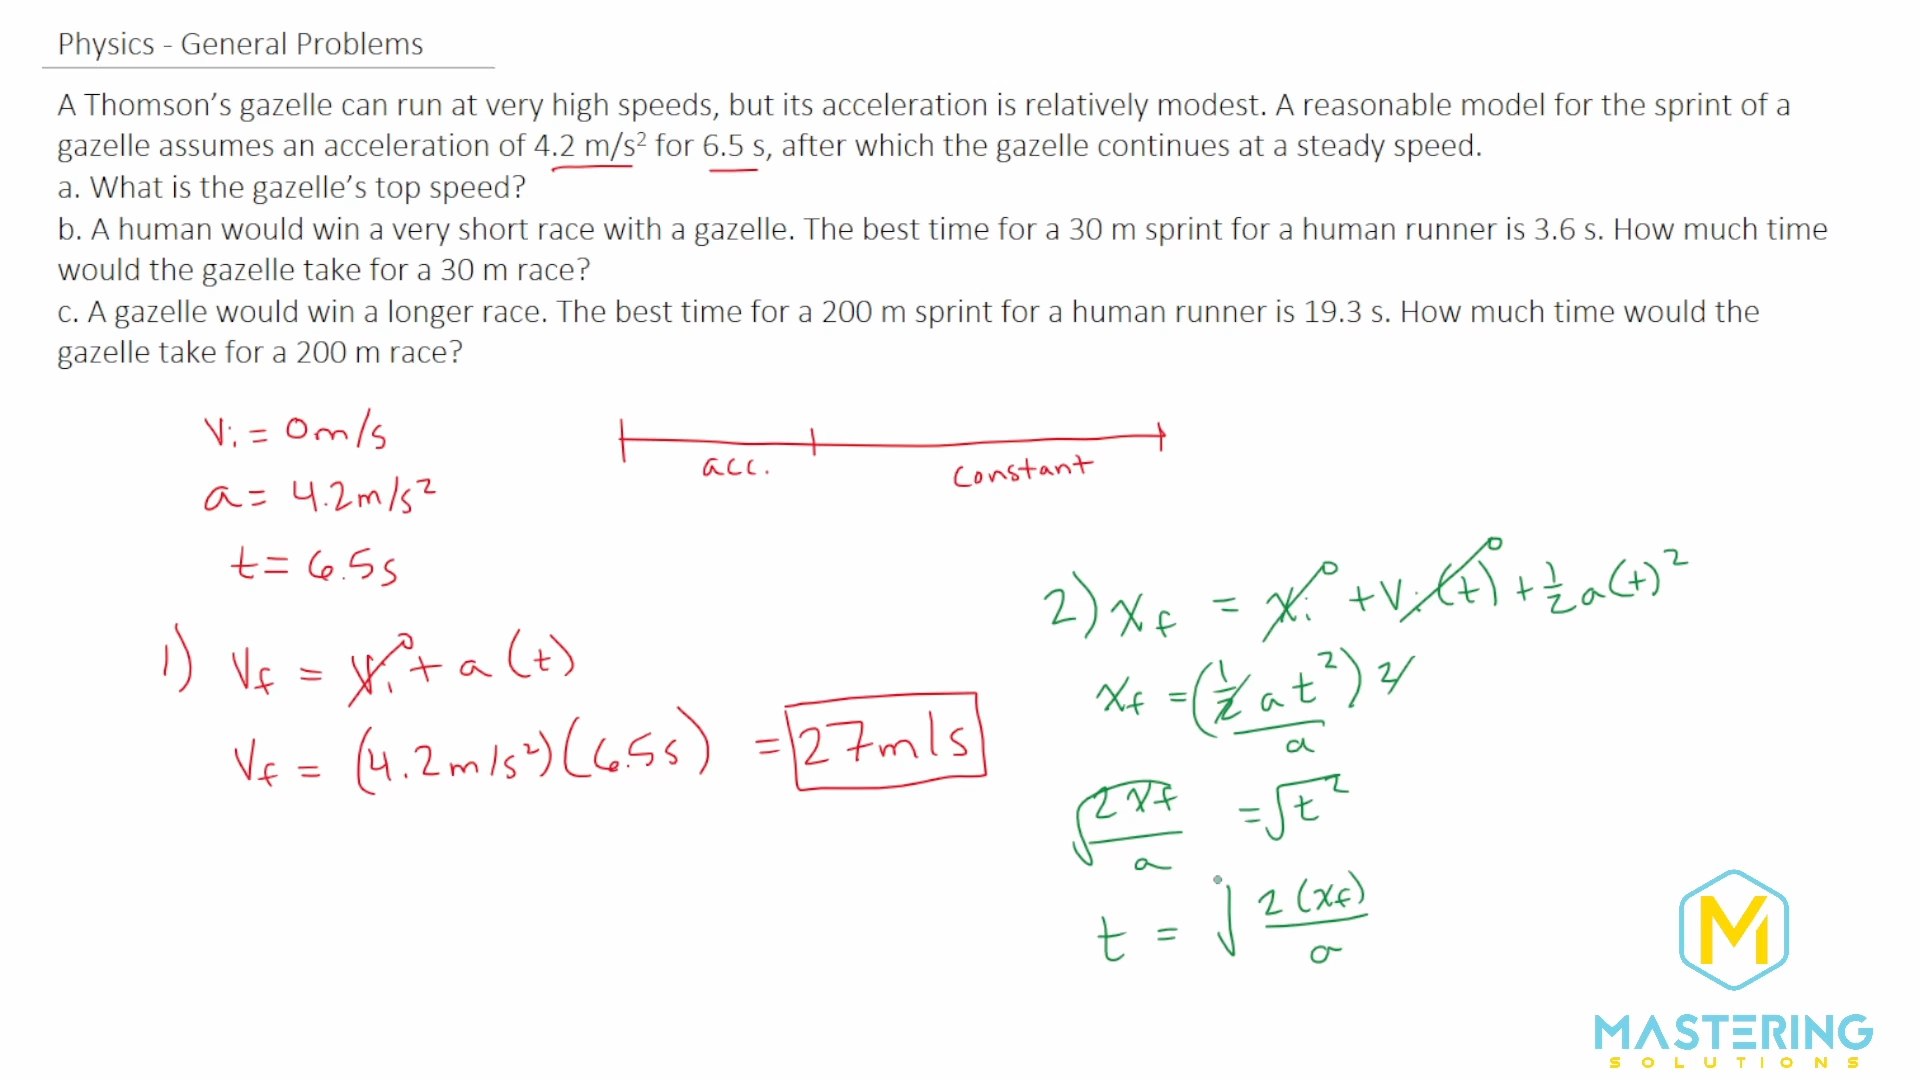 Physics - General Problems
A Thomson’s gazelle can run at very high speeds, but its acceleration is relatively modest. A reasonable model for the sprint of a
gazelle assumes an acceleration of 4.2 m/s² for 6.5 s, after which the gazelle continues at a steady speed.
a. What is the gazelle’s top speed?
b. A human would win a very short race with a gazelle. The best time for a 30 m sprint for a human runner is 3.6 s. How much time
would the gazelle take for a 30 m race?
c. A gazelle would win a longer race. The best time for a 200 m sprint for a human runner is 19.3 s. How much time would the
gazelle take for a 200 m race?
Vi = 0m/s
a = 4.2m/s²
t = 6.5s
acc.
Constant
1) Vf = Vi⁰ + a(t)
Vf = (4.2m/s²)(6.5s) = 27m/s
2) xf = xi⁰ + Vi(t)⁰ + ½a(t)²
xf = (½at²)2
a
√2xf/a = √t²
t = √2(xf)/a
M
MASTERING
SOLUTIONS